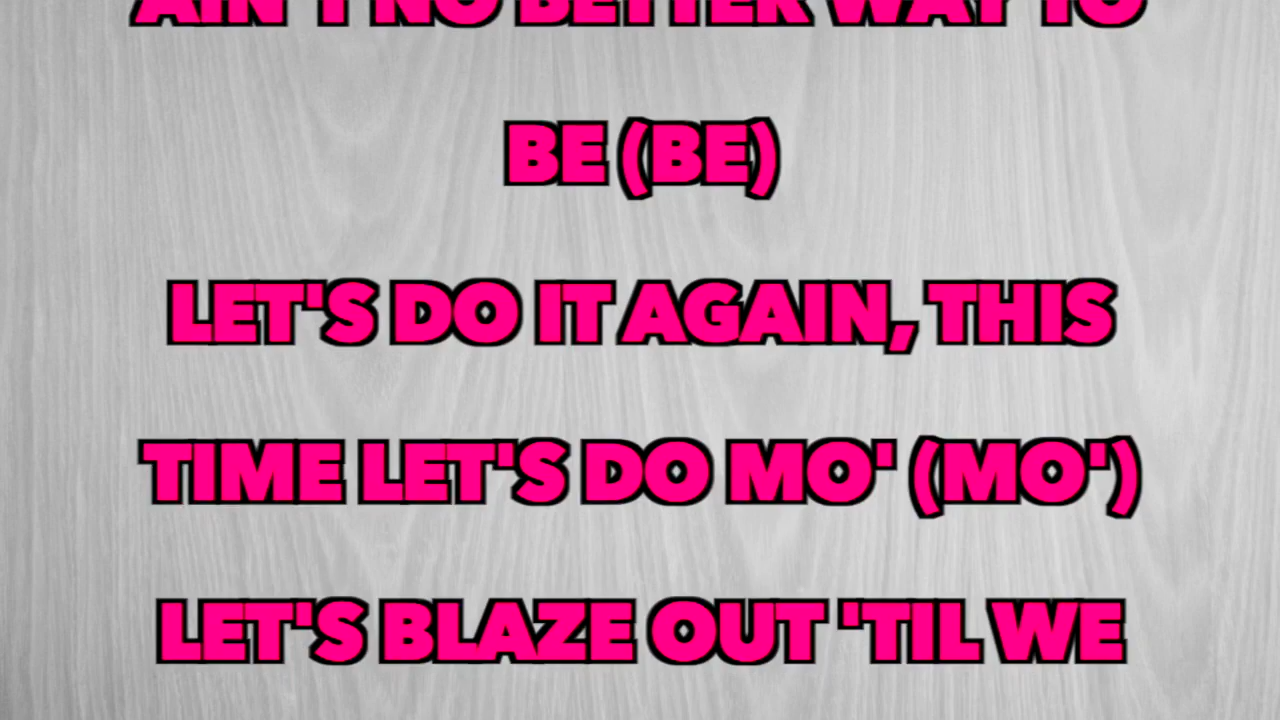 AIN'T NO BETTER WAY TO
BE (BE)
LET'S DO IT AGAIN, THIS
TIME LET'S DO MO' (MO')
LET'S BLAZE OUT 'TIL WE